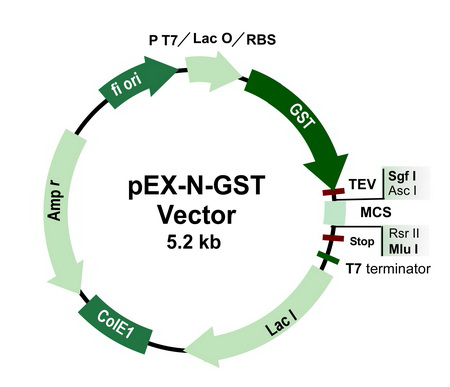 P T7/Lac O/RBS
fi ori
GST
Amp r
pEX-N-GST
Vector
5.2 kb
TEV
Sgf I
Asc I
MCS
Stop
Rsr II
Mlu I
T7 terminator
ColE1
Lac I